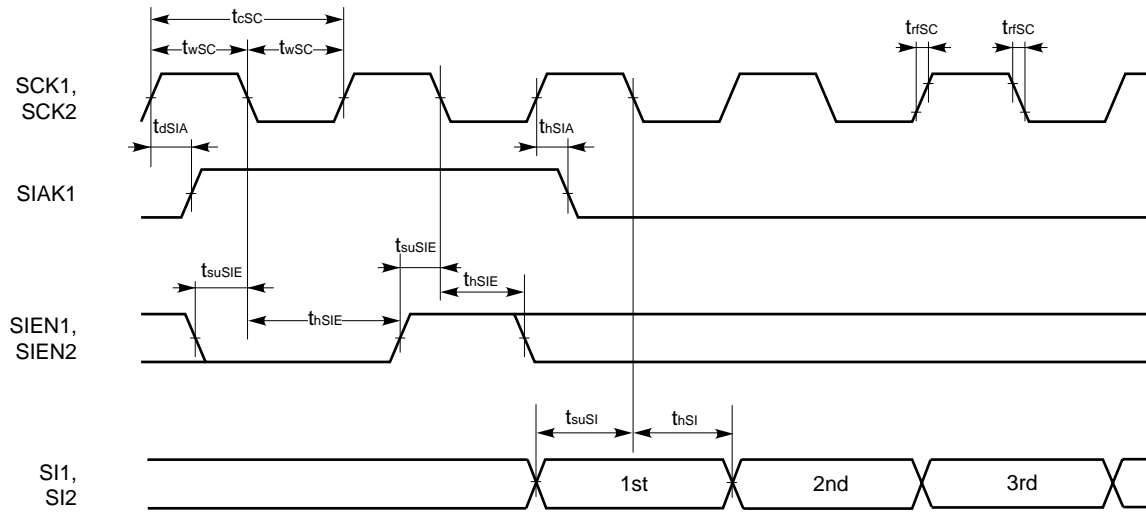 tcSC
twSC twSC trfSC trfSC
SCK1,
SCK2
tdSIA thSIA
SIAK1
tsuSIE
tsuSIE thSIE
thSIE
SIEN1,
SIEN2
tsuSI thSI
SI1,
SI2
1st 2nd 3rd